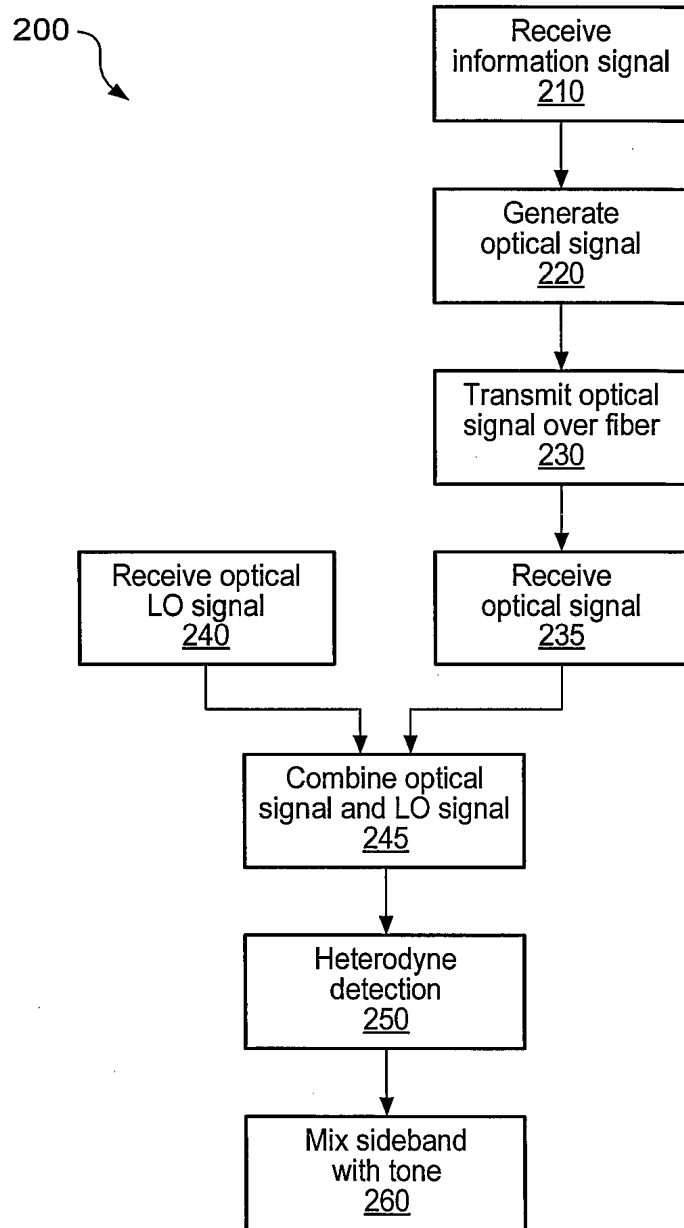 200
Receive
information signal
210
Generate
optical signal
220
Transmit optical
signal over fiber
230
Receive optical
LO signal
240
Receive
optical signal
235
Combine optical
signal and LO signal
245
Heterodyne
detection
250
Mix sideband
with tone
260